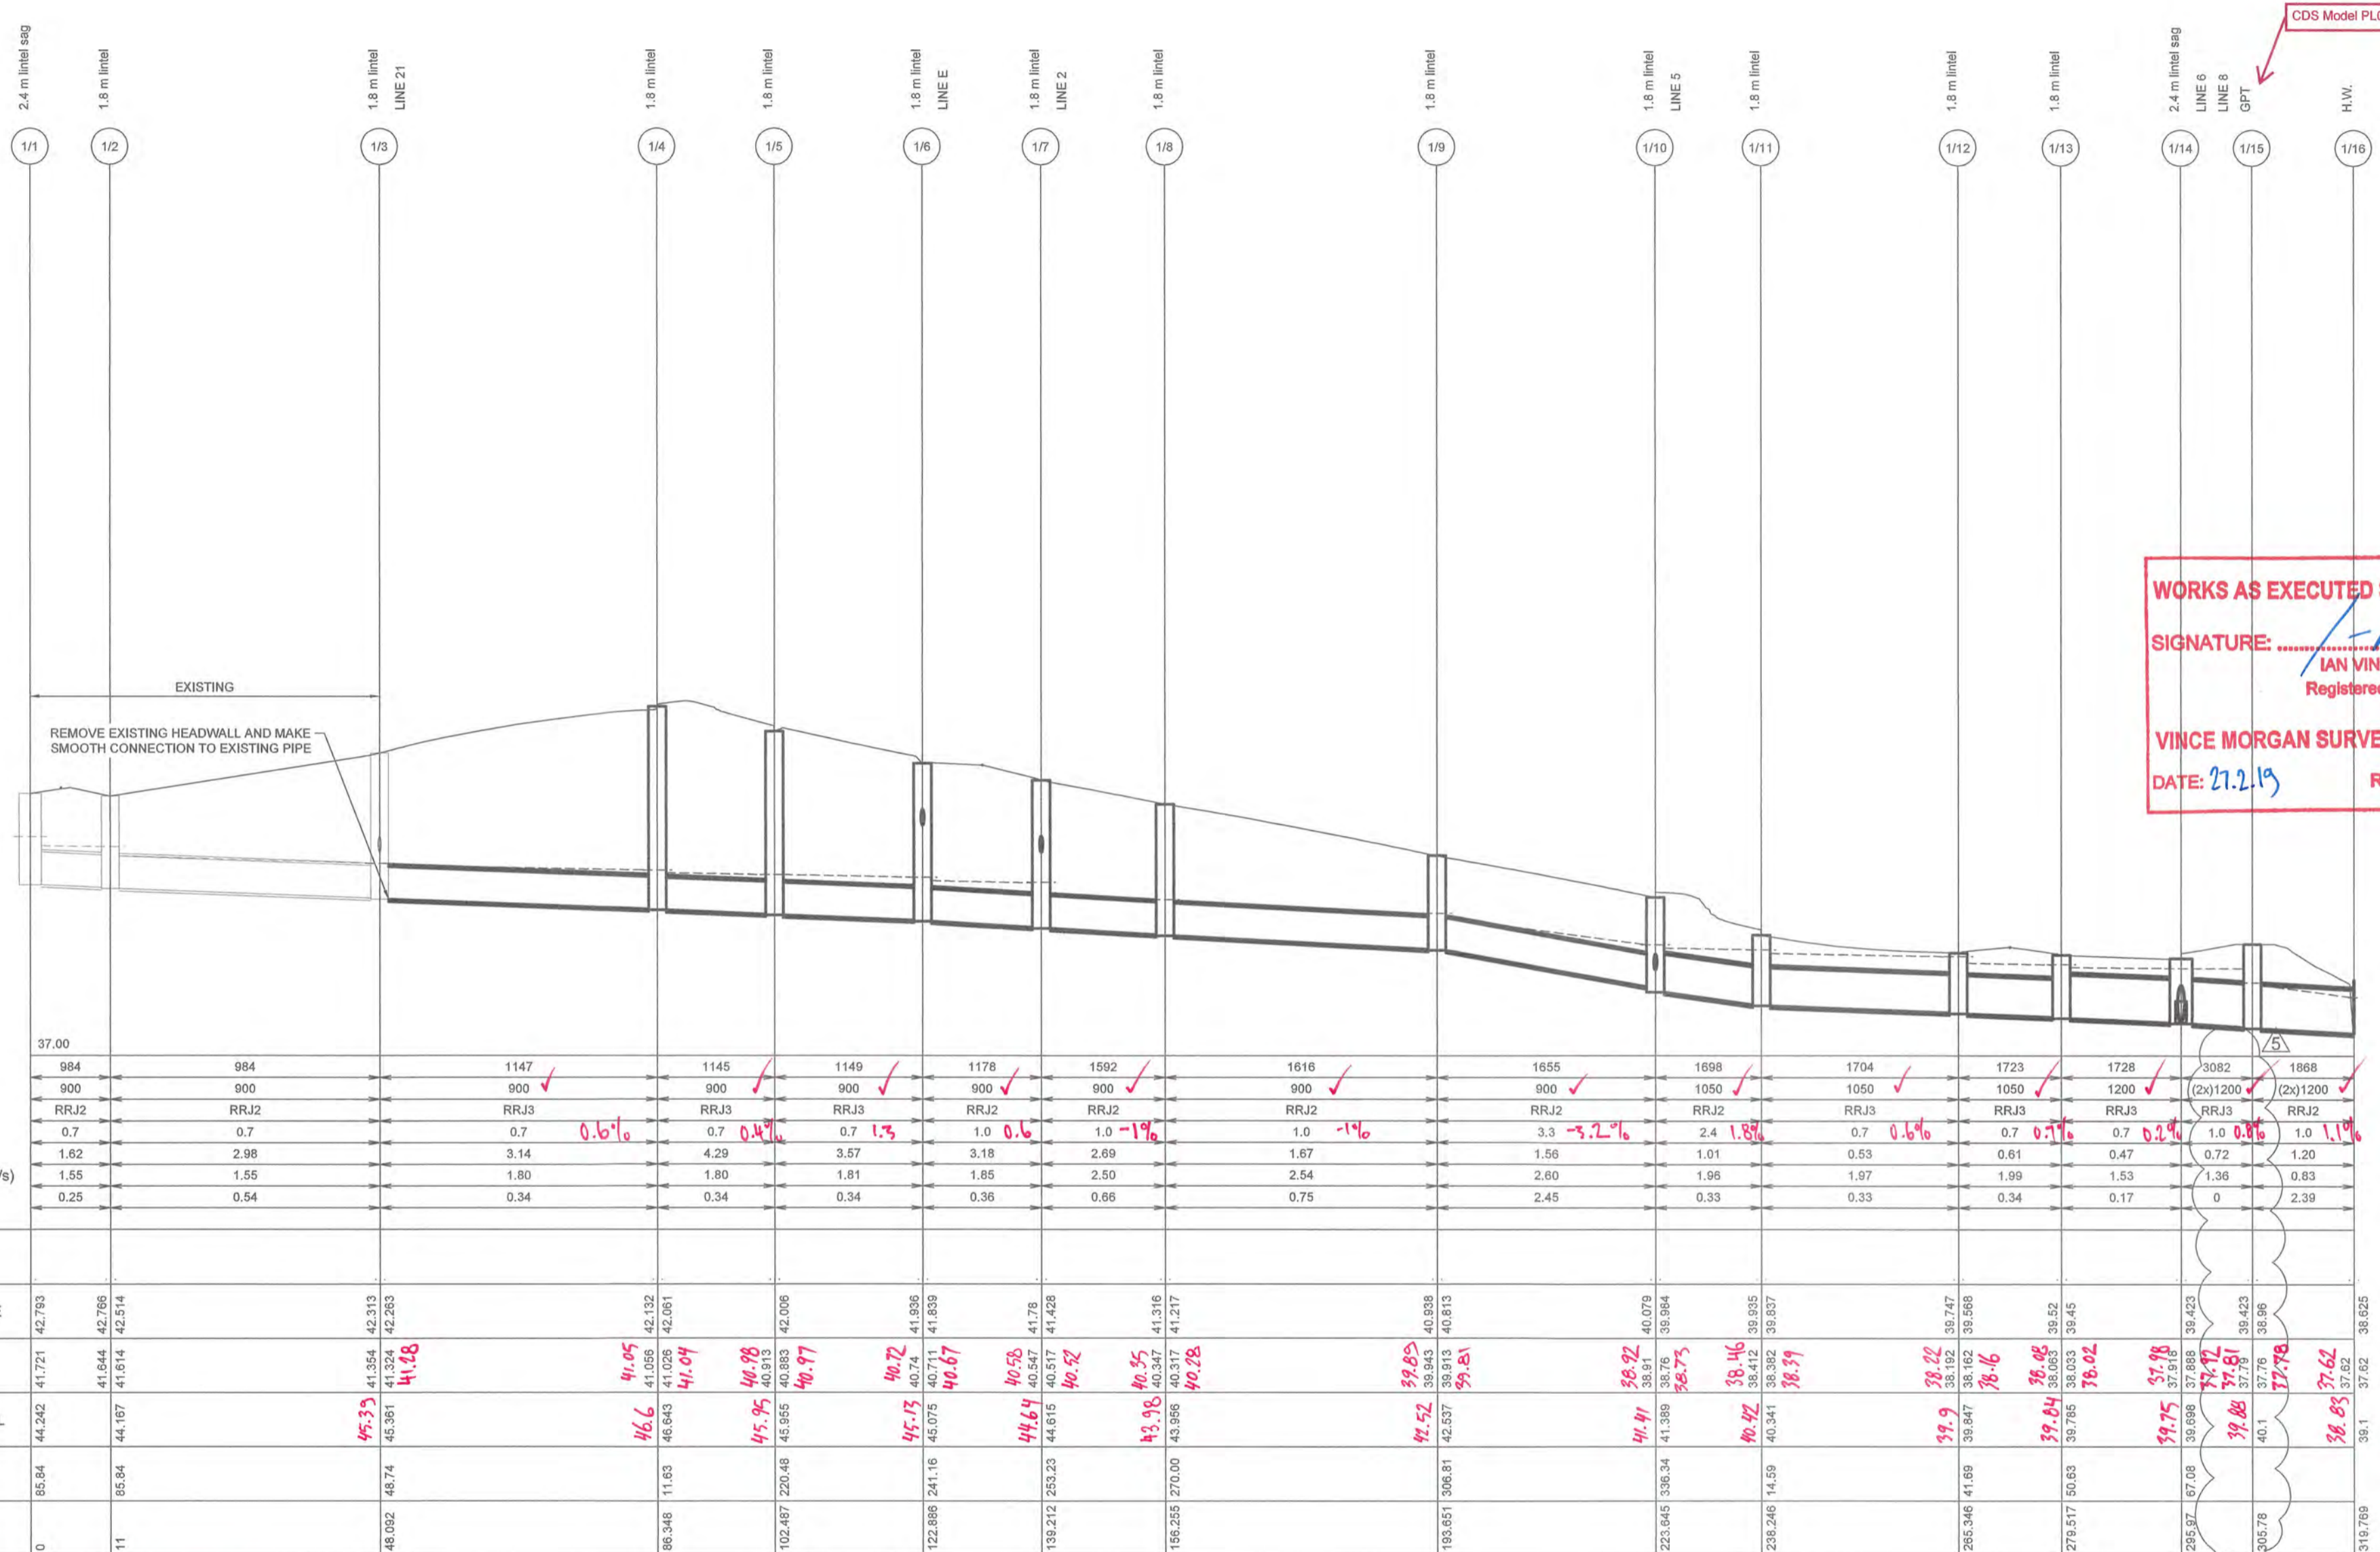 CDS Model PL0
2.4 m lintel sag
1.8 m lintel
1.8 m lintel
LINE 21
1.8 m lintel
1.8 m lintel
1.8 m lintel
LINE E
1.8 m lintel
LINE 2
1.8 m lintel
1.8 m lintel
1.8 m lintel
LINE 5
1.8 m lintel
1.8 m lintel
1.8 m lintel
2.4 m lintel sag
LINE 6
LINE 8
GPT
H.W.
1/1 1/2 1/3 1/4 1/5 1/6 1/7 1/8 1/9 1/10 1/11 1/12 1/13 1/14 1/15 1/16
WORKS AS EXECUTED
SIGNATURE:
IAN VIN
Registered
VINCE MORGAN SURVE
DATE: 27.2.19 R
EXISTING
REMOVE EXISTING HEADWALL AND MAKE
SMOOTH CONNECTION TO EXISTING PIPE
37.00
5
984 984 1147 1145 1149 1178 1592 1616 1655 1698 1704 1723 1728 3082 1868
900 900 900 ✓ 900 ✓ 900 ✓ 900 ✓ 900 ✓ 900 ✓ 900 ✓ 1050 ✓ 1050 ✓ 1050 ✓ 1200 ✓ (2x)1200 ✓ (2x)1200 ✓
RRJ2 RRJ2 RRJ3 RRJ3 RRJ3 RRJ2 RRJ2 RRJ2 RRJ2 RRJ2 RRJ3 RRJ3 RRJ3 RRJ3 RRJ2
0.7 0.7 0.7 0.6% 0.7 0.4% 0.7 1.3 1.0 0.6 1.0 -1% 1.0 -1% 3.3 -3.2% 2.4 1.8% 0.7 0.6% 0.7 0.7% 0.7 0.2% 1.0 0.8% 1.0 1.1%
1.62 2.98 3.14 4.29 3.57 3.18 2.69 1.67 1.56 1.01 0.53 0.61 0.47 0.72 1.20
/s) 1.55 1.55 1.80 1.80 1.81 1.85 2.50 2.54 2.60 1.96 1.97 1.99 1.53 1.36 0.83
0.25 0.54 0.34 0.34 0.34 0.36 0.66 0.75 2.45 0.33 0.33 0.34 0.17 0 2.39
42.793 42.766 42.514 42.313 42.263 42.132 42.061 42.006 41.936 41.839 41.78 41.428 41.316 41.217 40.938 40.813 40.079 39.984 39.935 39.837 39.747 39.568 39.52 39.45 39.423 39.423 38.96 38.625
41.721 41.644 41.614 41.354 41.324 41.28 41.05 41.056 41.026 41.04 40.98 40.913 40.883 40.97 40.72 40.74 40.711 40.67 40.58 40.547 40.517 40.52 40.35 40.347 40.317 40.28 39.89 39.943 39.913 39.81 38.92 38.91 38.76 38.73 38.46 38.412 38.382 38.39 38.22 38.192 38.162 38.16 38.08 38.063 38.033 38.02 37.98 37.918 37.888 37.92 37.81 37.79 37.76 37.78 37.62 37.62 37.62
44.242 44.167 45.39 45.361 46.6 46.643 45.95 45.955 45.13 45.075 44.64 44.615 43.98 43.956 42.52 42.537 41.41 41.389 40.42 40.341 39.9 39.847 39.84 39.785 39.75 39.698 39.88 40.1 38.83 39.1
85.84 85.84 48.74 11.63 220.48 241.16 253.23 270.00 306.81 336.34 14.59 41.69 50.63 67.08
0 11 48.092 86.348 102.487 122.886 139.212 156.255 193.651 223.645 238.246 265.346 279.517 295.97 305.78 319.769